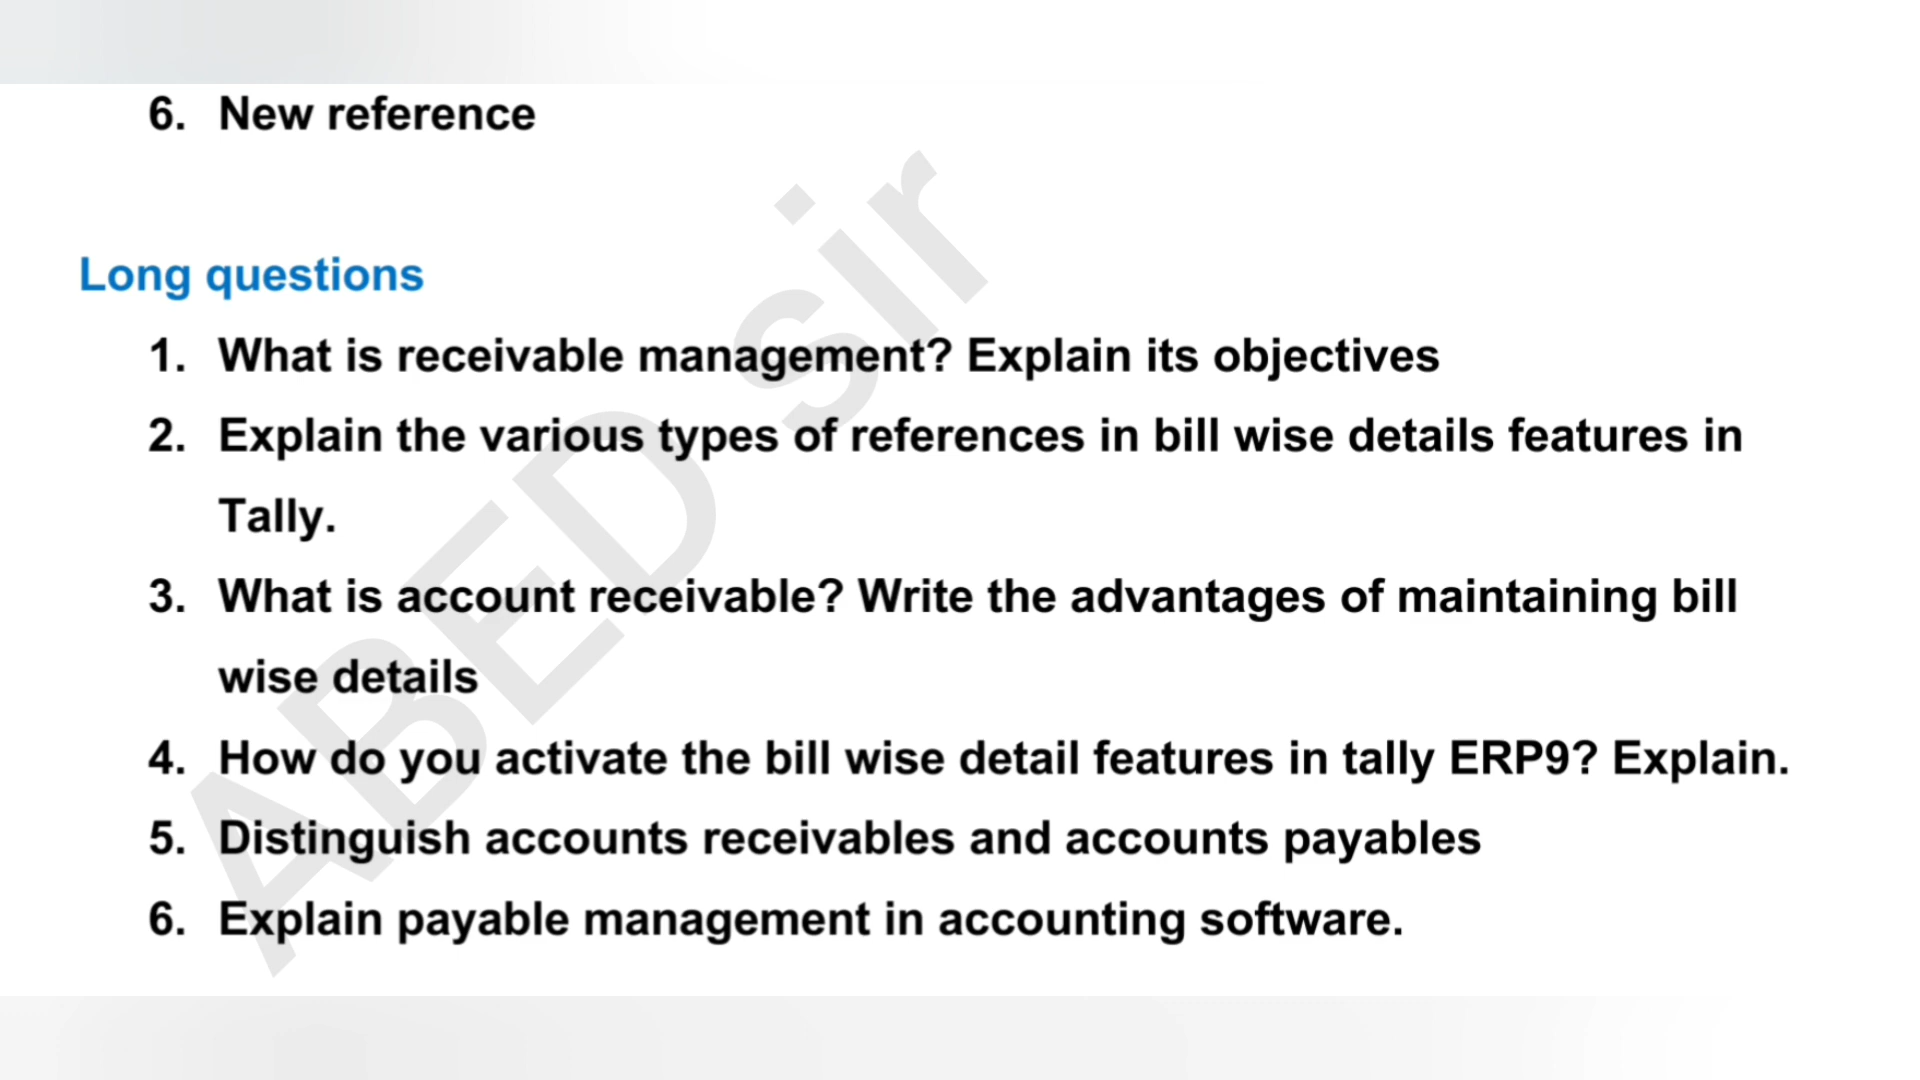 6. New reference
Long questions
1. What is receivable management? Explain its objectives
2. Explain the various types of references in bill wise details features in
Tally.
3. What is account receivable? Write the advantages of maintaining bill
wise details
4. How do you activate the bill wise detail features in tally ERP9? Explain.
5. Distinguish accounts receivables and accounts payables
6. Explain payable management in accounting software.
ABED sir